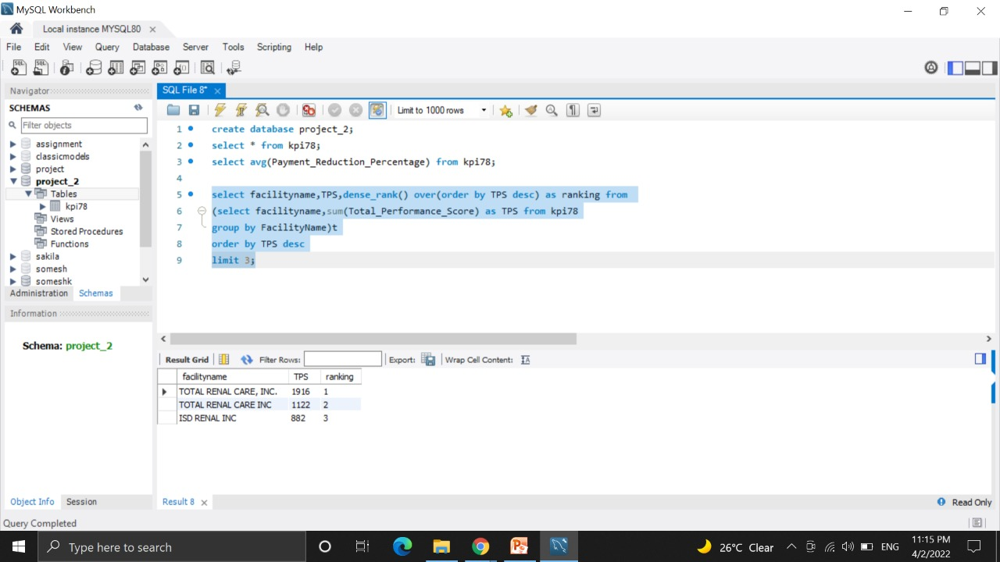 MySQL Workbench
Local instance MYSQL80
File Edit View Query Database Server Tools Scripting Help
Navigator
SCHEMAS
Filter objects
assignment
classicmodels
project
project_2
Tables
kpi78
Views
Stored Procedures
Functions
sakila
somesh
someshk
Administration Schemas
Information
Schema: project_2
Object Info Session
SQL File 8*
Limit to 1000 rows
1 create database project_2;
2 select * from kpi78;
3 select avg(Payment_Reduction_Percentage) from kpi78;
4
5 select facilityname,TPS,dense_rank() over(order by TPS desc) as ranking from
6 (select facilityname,sum(Total_Performance_Score) as TPS from kpi78
7 group by FacilityName)t
8 order by TPS desc
9 limit 3;
Result Grid Filter Rows: Export: Wrap Cell Content:
facilityname TPS ranking
TOTAL RENAL CARE, INC. 1916 1
TOTAL RENAL CARE INC 1122 2
ISD RENAL INC 882 3
Result 8 Read Only
Query Completed
Type here to search
26°C Clear ENG
11:15 PM
4/2/2022